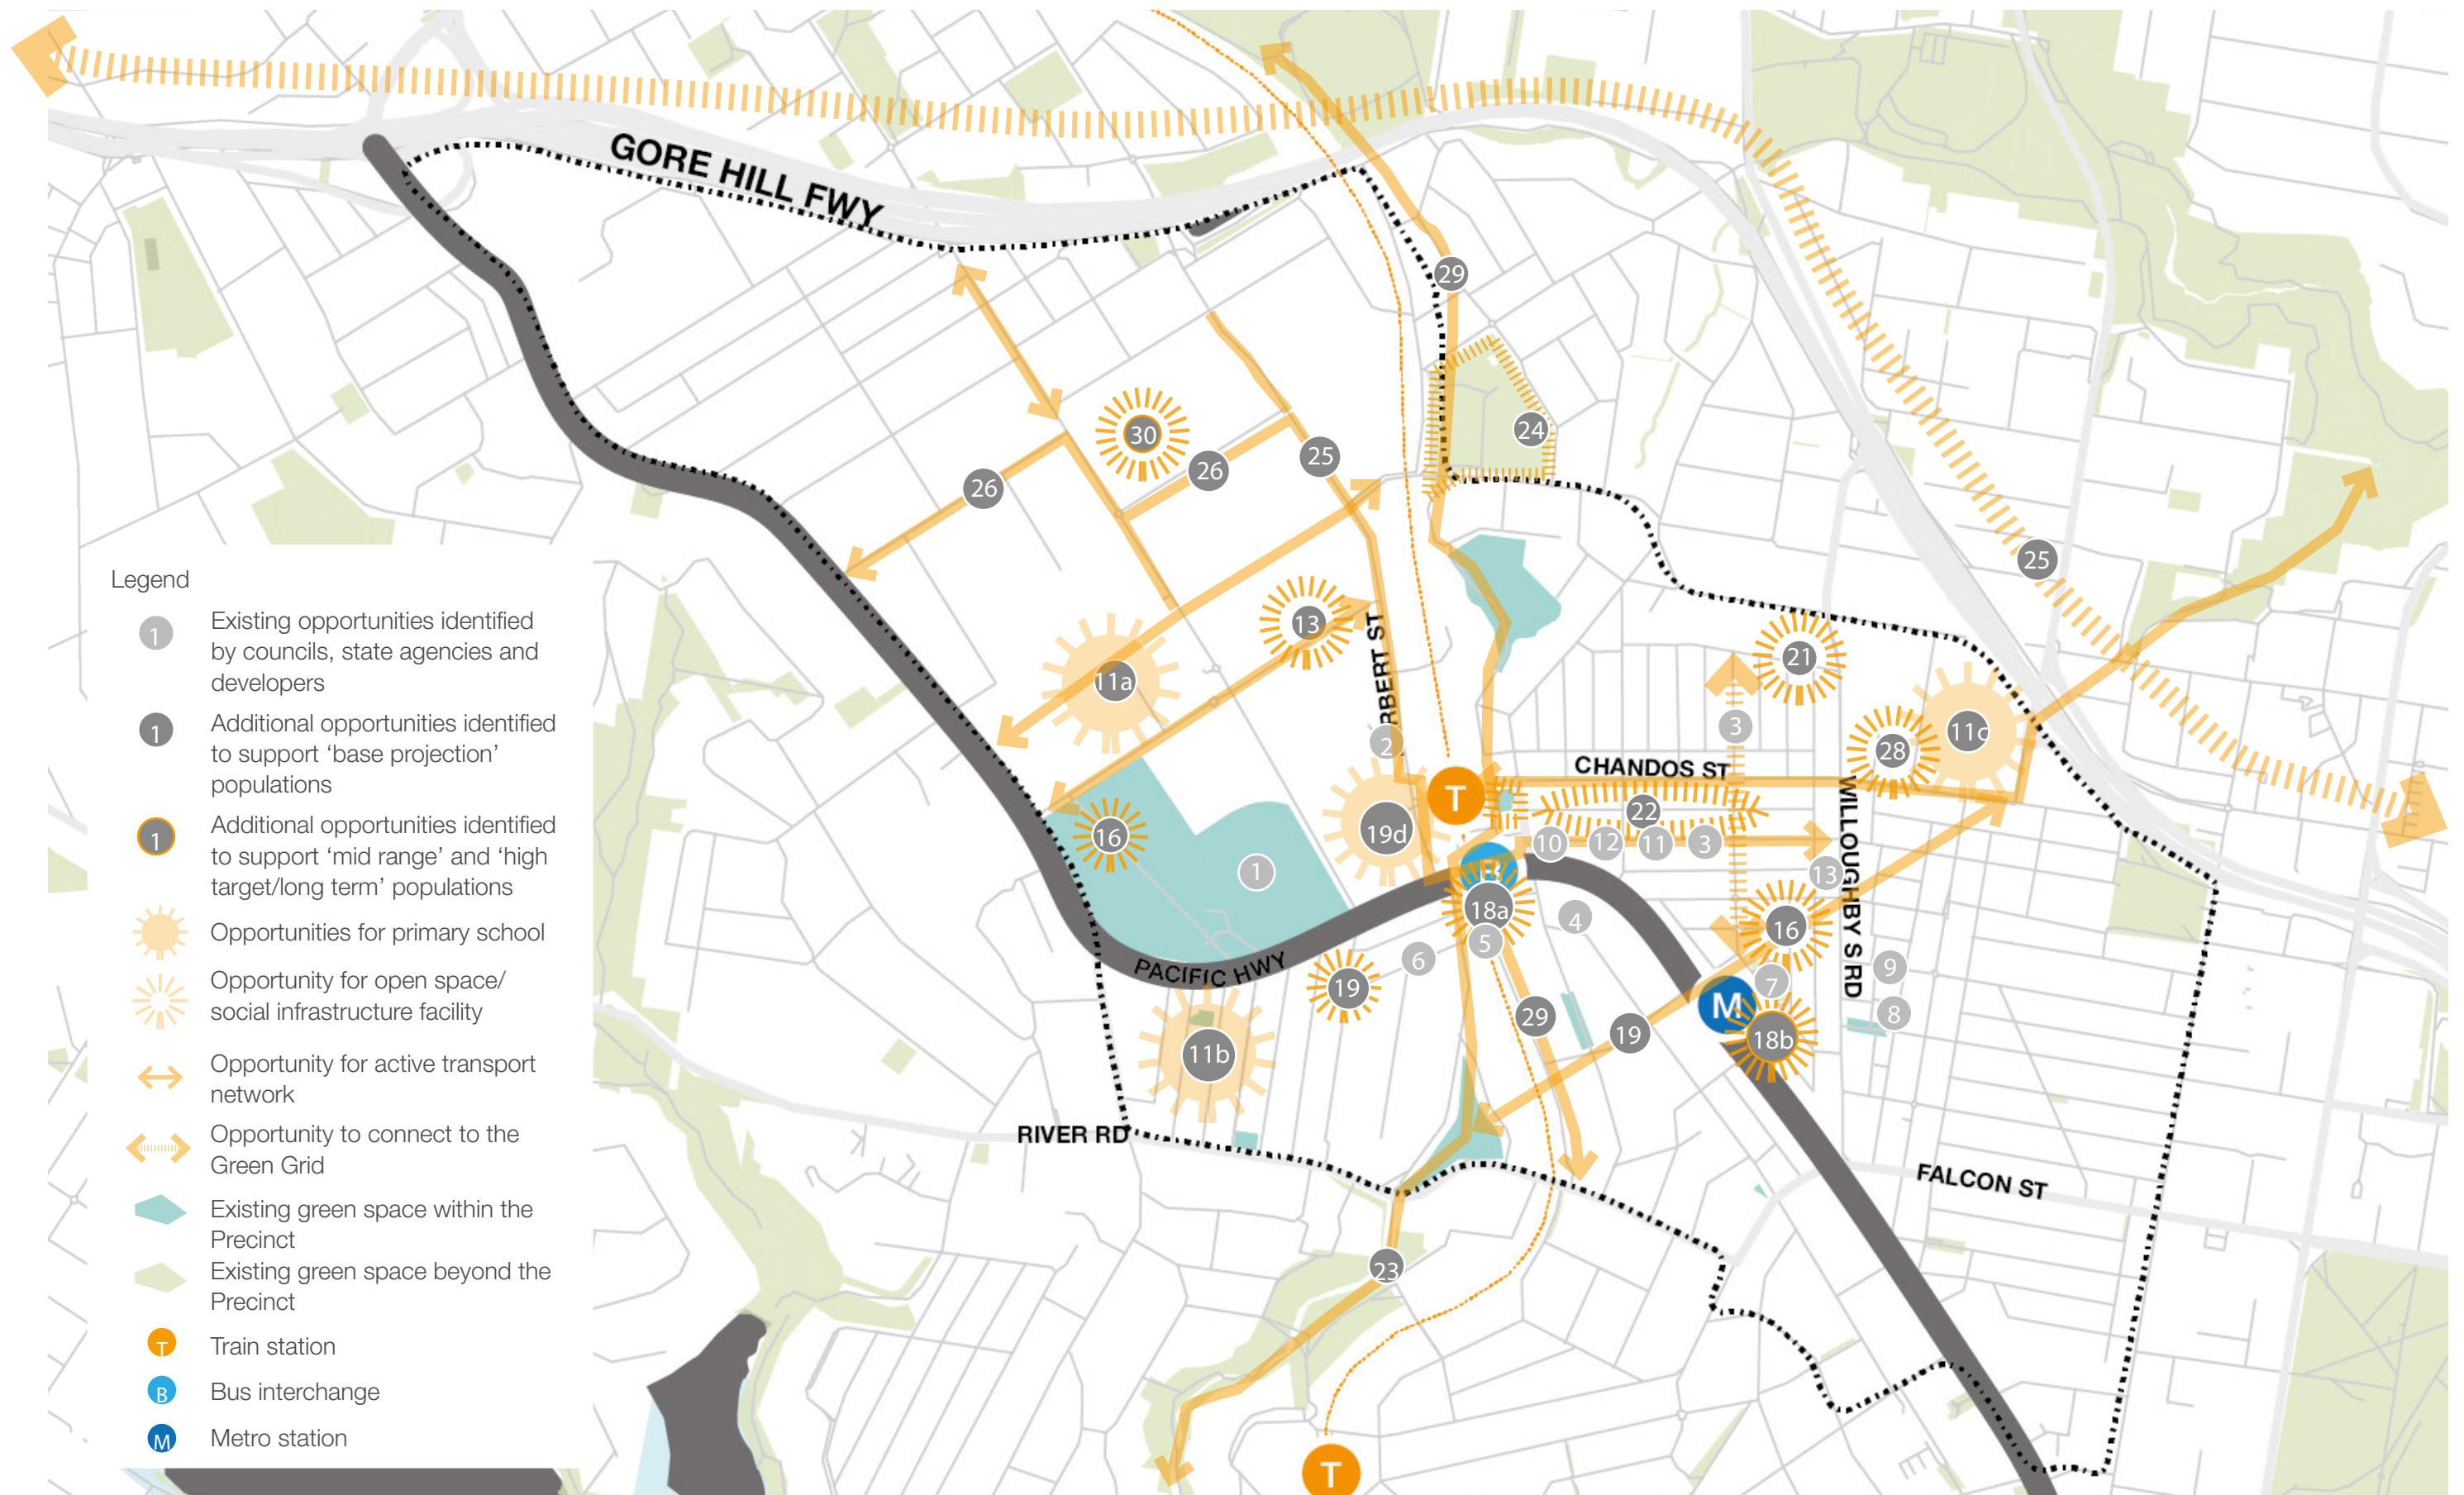 GORE HILL FWY
29
30
24
26
26
25
25
13
HERBERT ST
21
11a
11c
3
2
28
CHANDOS ST
T
WILLOUGHBY S RD
22
19d
16
10
12
11
3
1
B
13
18a
4
16
5
6
9
PACIFIC HWY
7
19
M
8
29
19
18b
11b
RIVER RD
FALCON ST
23
T
Legend
1 Existing opportunities identified
by councils, state agencies and
developers
1 Additional opportunities identified
to support ‘base projection’
populations
1 Additional opportunities identified
to support ‘mid range’ and ‘high
target/long term’ populations
Opportunities for primary school
Opportunity for open space/
social infrastructure facility
Opportunity for active transport
network
Opportunity to connect to the
Green Grid
Existing green space within the
Precinct
Existing green space beyond the
Precinct
T Train station
B Bus interchange
M Metro station